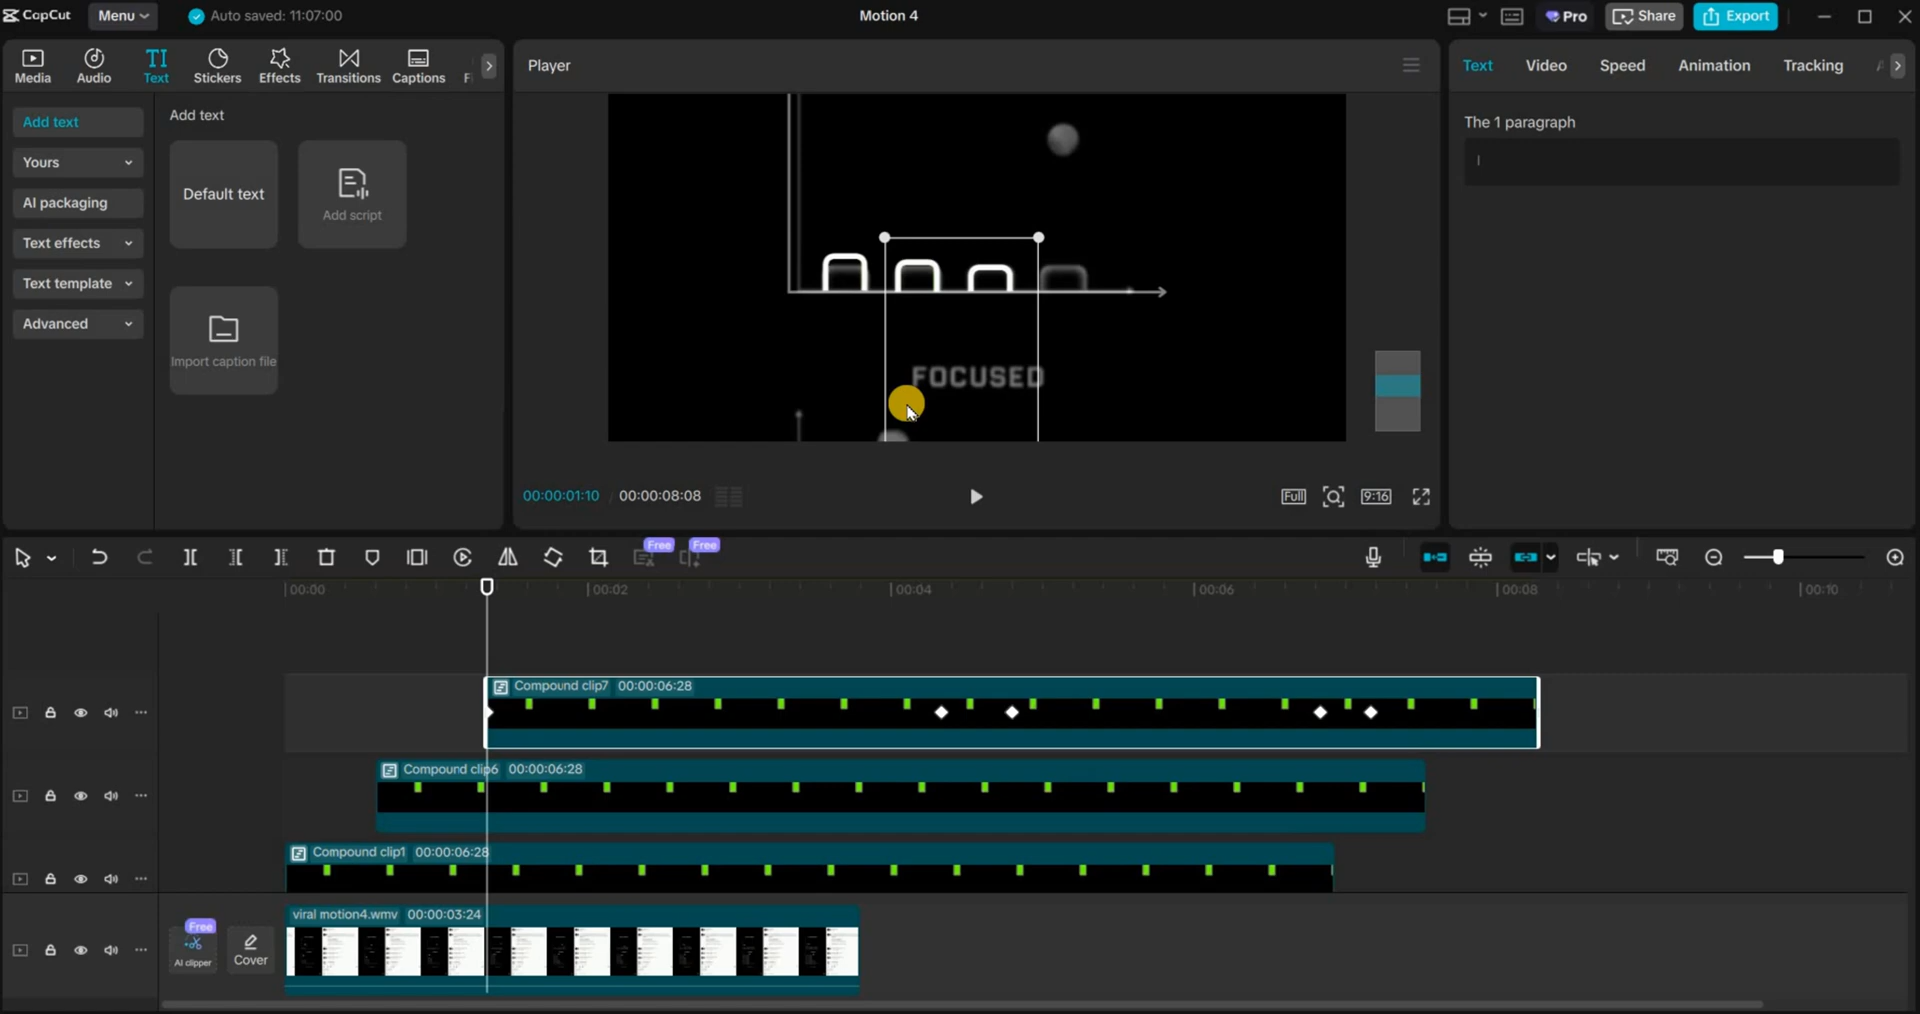 CapCut
Menu
Auto saved: 11:07:00
Motion 4
Pro
Share
Export
Media
Audio
TI
Text
Stickers
Effects
Transitions
Captions
Player
Text
Video
Speed
Animation
Tracking
Add text
Yours
AI packaging
Text effects
Text template
Advanced
Add text
Default text
Add script
Import caption file
FOCUSED
The 1 paragraph
00:00:01:10 / 00:00:08:08
Full
9:16
Free
Free
00:00
00:02
00:04
00:06
00:08
00:10
Compound clip7 00:00:06:28
Compound clip6 00:00:06:28
Compound clip1 00:00:06:28
viral motion4.wmv 00:00:03:24
Free
AI clipper
Cover